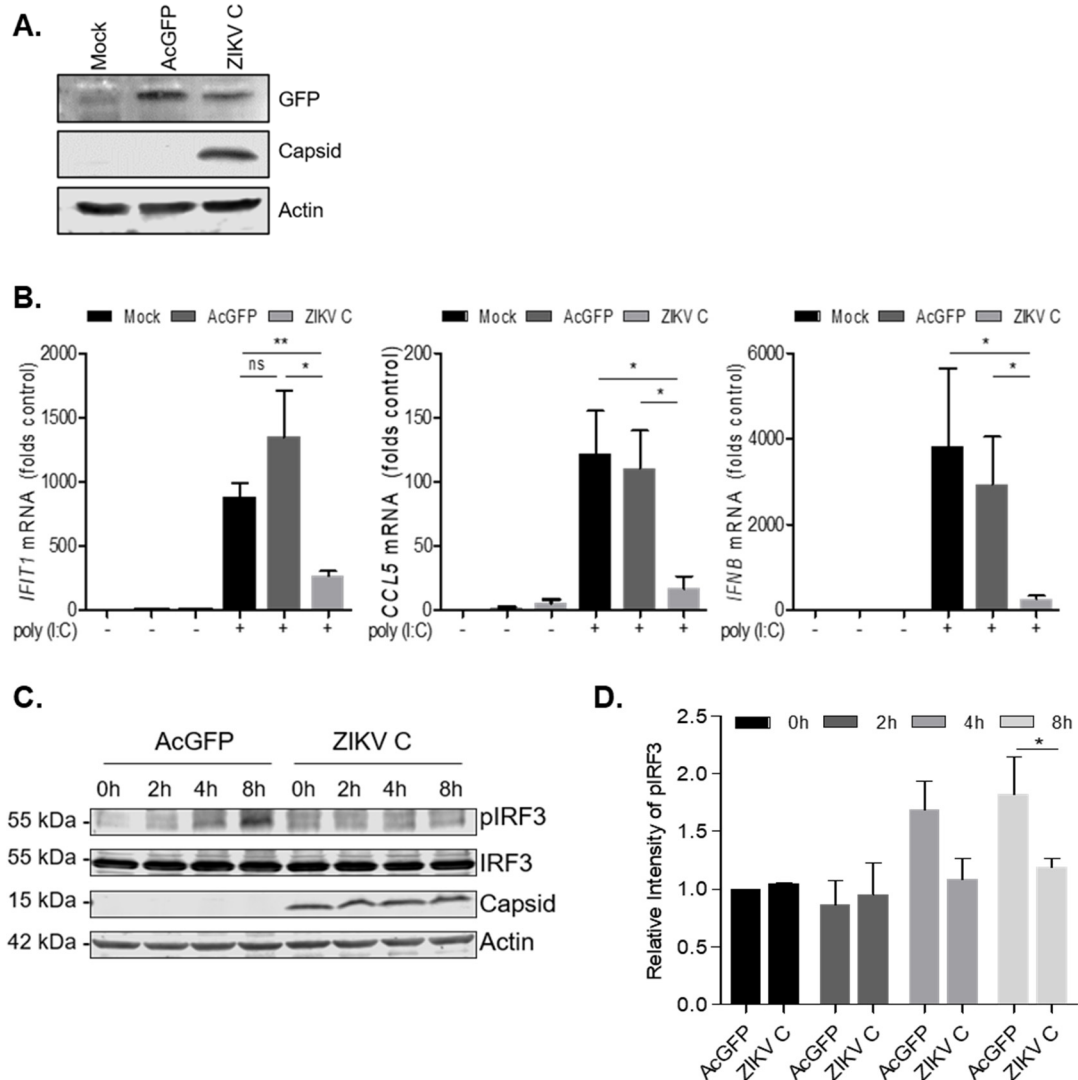 A.
Mock
AcGFP
ZIKV C
GFP
Capsid
Actin
B.
Mock AcGFP ZIKV C
2000
1500
1000
500
0
IFIT1 mRNA (folds control)
**
ns *
poly (I:C) - - - + + +
Mock AcGFP ZIKV C
200
150
100
50
0
CCL5 mRNA (folds control)
*
*
poly (I:C) - - - + + +
Mock AcGFP ZIKV C
6000
4000
2000
0
IFNB mRNA (folds control)
*
*
poly (I:C) - - - + + +
C.
AcGFP ZIKV C
0h 2h 4h 8h 0h 2h 4h 8h
55 kDa - pIRF3
55 kDa - IRF3
15 kDa - Capsid
42 kDa - Actin
D.
0h 2h 4h 8h
2.5
2.0
1.5
1.0
0.5
0.0
Relative Intensity of pIRF3
*
AcGFP
ZIKV C
AcGFP
ZIKV C
AcGFP
ZIKV C
AcGFP
ZIKV C